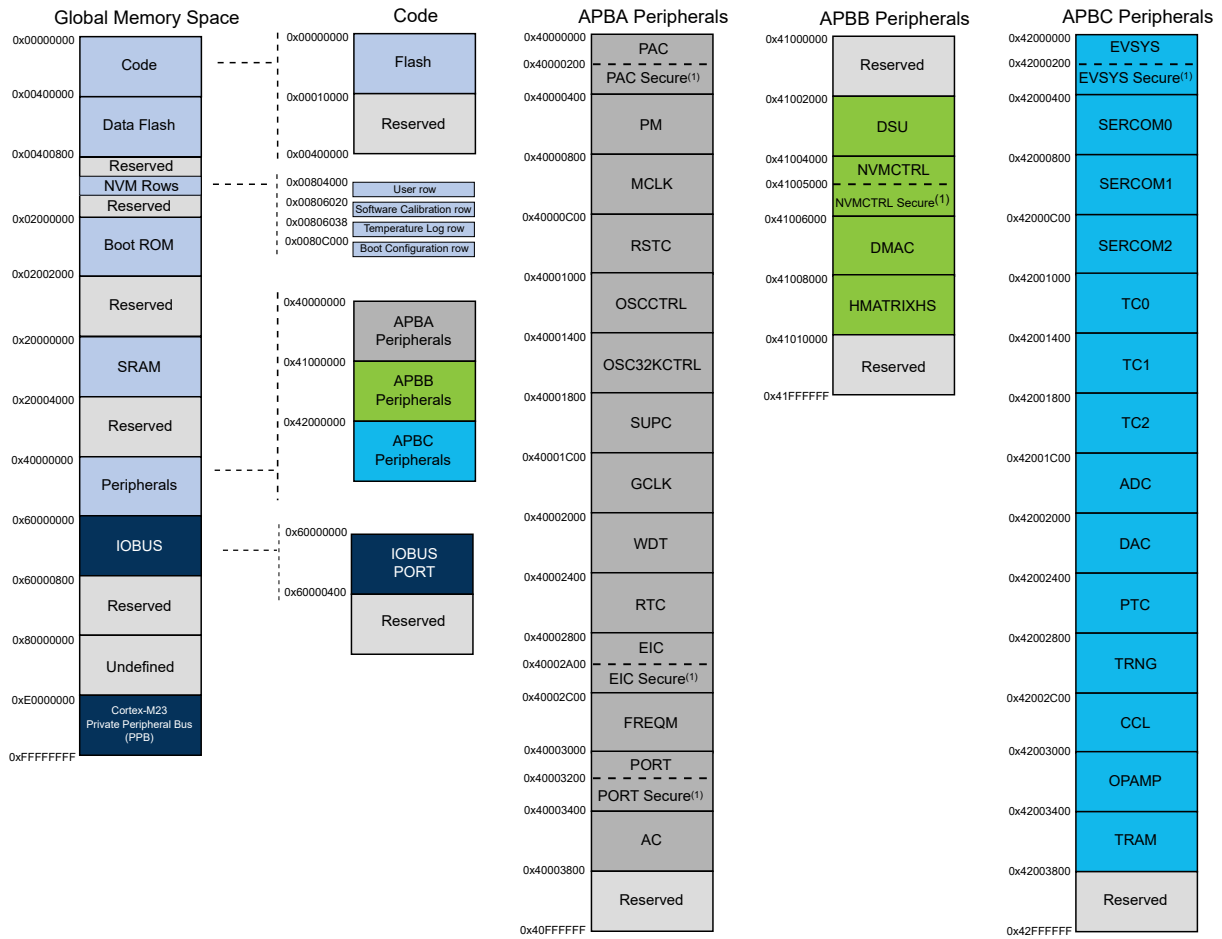 Global Memory Space
0x00000000
Code
0x00400000
Data Flash
0x00400800
Reserved
NVM Rows
Reserved
0x02000000
Boot ROM
0x02002000
Reserved
0x20000000
SRAM
0x20004000
Reserved
0x40000000
Peripherals
0x60000000
IOBUS
0x60000800
Reserved
0x80000000
Undefined
0xE0000000
Cortex-M23
Private Peripheral Bus
(PPB)
0xFFFFFFFF
Code
0x00000000
Flash
0x00010000
Reserved
0x00400000
0x00804000
User row
0x00806020
Software Calibration row
0x00806038
Temperature Log row
0x0080C000
Boot Configuration row
0x40000000
APBA
Peripherals
0x41000000
APBB
Peripherals
0x42000000
APBC
Peripherals
0x60000000
IOBUS
PORT
0x60000400
Reserved
APBA Peripherals
0x40000000
PAC
0x40000200
PAC Secure(1)
0x40000400
PM
0x40000800
MCLK
0x40000C00
RSTC
0x40001000
OSCCTRL
0x40001400
OSC32KCTRL
0x40001800
SUPC
0x40001C00
GCLK
0x40002000
WDT
0x40002400
RTC
0x40002800
EIC
0x40002A00
EIC Secure(1)
0x40002C00
FREQM
0x40003000
PORT
0x40003200
PORT Secure(1)
0x40003400
AC
0x40003800
Reserved
0x40FFFFFF
APBB Peripherals
0x41000000
Reserved
0x41002000
DSU
0x41004000
NVMCTRL
0x41005000
NVMCTRL Secure(1)
0x41006000
DMAC
0x41008000
HMATRIXHS
0x41010000
Reserved
0x41FFFFFF
APBC Peripherals
0x42000000
EVSYS
0x42000200
EVSYS Secure(1)
0x42000400
SERCOM0
0x42000800
SERCOM1
0x42000C00
SERCOM2
0x42001000
TC0
0x42001400
TC1
0x42001800
TC2
0x42001C00
ADC
0x42002000
DAC
0x42002400
PTC
0x42002800
TRNG
0x42002C00
CCL
0x42003000
OPAMP
0x42003400
TRAM
0x42003800
Reserved
0x42FFFFFF